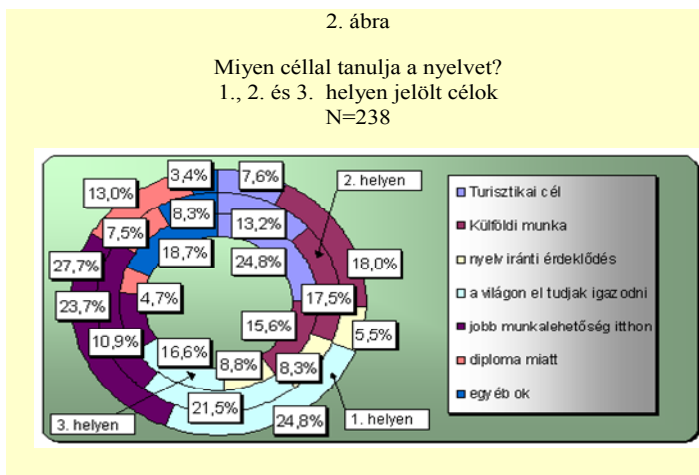 2. ábra
Miyen céllal tanulja a nyelvet?
1., 2. és 3. helyen jelölt célok
N=238
3,4%
7,6%
13,0%
8,3%
13,2%
2. helyen
7,5%
18,7%
24,8%
18,0%
27,7%
23,7%
4,7%
17,5%
10,9%
16,6%
15,6%
5,5%
8,8%
8,3%
3. helyen
21,5%
24,8%
1. helyen
Turisztikai cél
Külföldi munka
nyelv iránti érdeklődés
a világon el tudjak igazodni
jobb munkalehetőség itthon
diploma miatt
egyéb ok